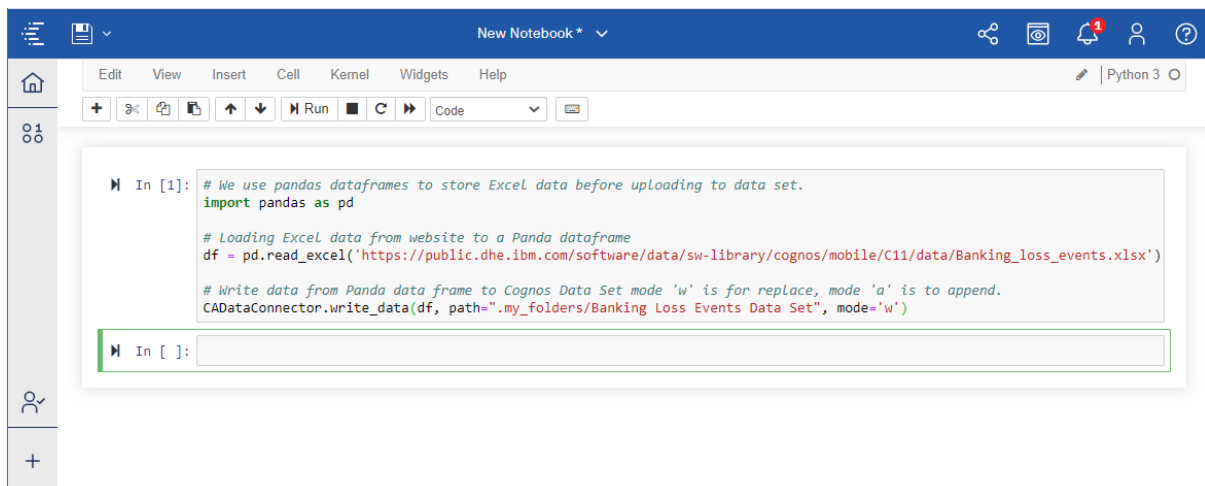 New Notebook *
1
Edit View Insert Cell Kernel Widgets Help Python 3
Run Code
In [1]: # We use pandas dataframes to store Excel data before uploading to data set.
import pandas as pd
# Loading Excel data from website to a Panda dataframe
df = pd.read_excel('https://public.dhe.ibm.com/software/data/sw-library/cognos/mobile/C11/data/Banking_loss_events.xlsx')
# Write data from Panda data frame to Cognos Data Set mode 'w' is for replace, mode 'a' is to append.
CADataConnector.write_data(df, path=".my_folders/Banking Loss Events Data Set", mode='w')
In [ ]: